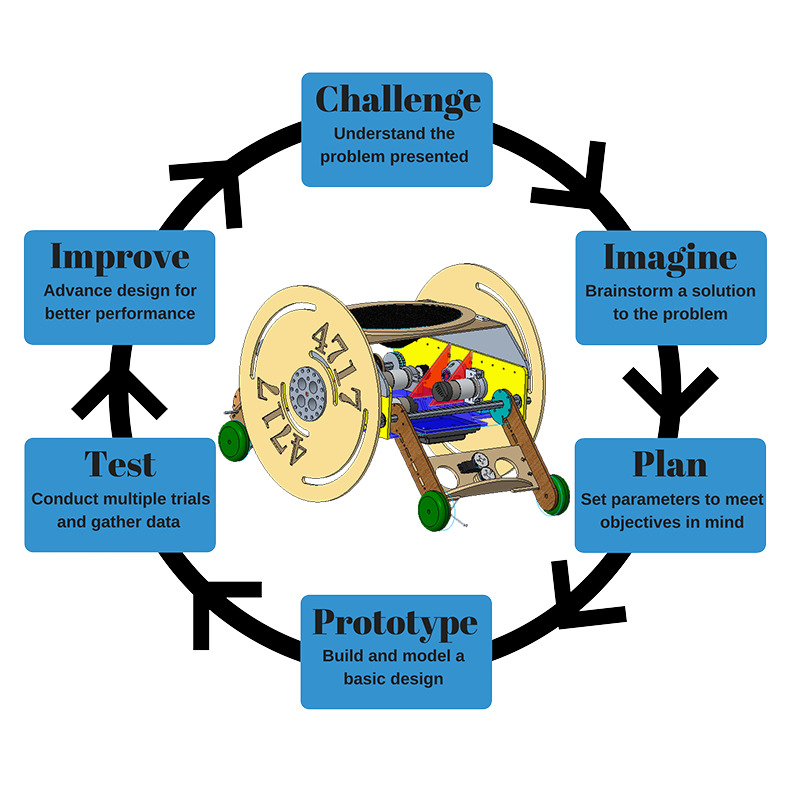 Challenge
Understand the
problem presented
Imagine
Brainstorm a solution
to the problem
Plan
Set parameters to meet
objectives in mind
Prototype
Build and model a
basic design
Test
Conduct multiple trials
and gather data
Improve
Advance design for
better performance
4717
4717